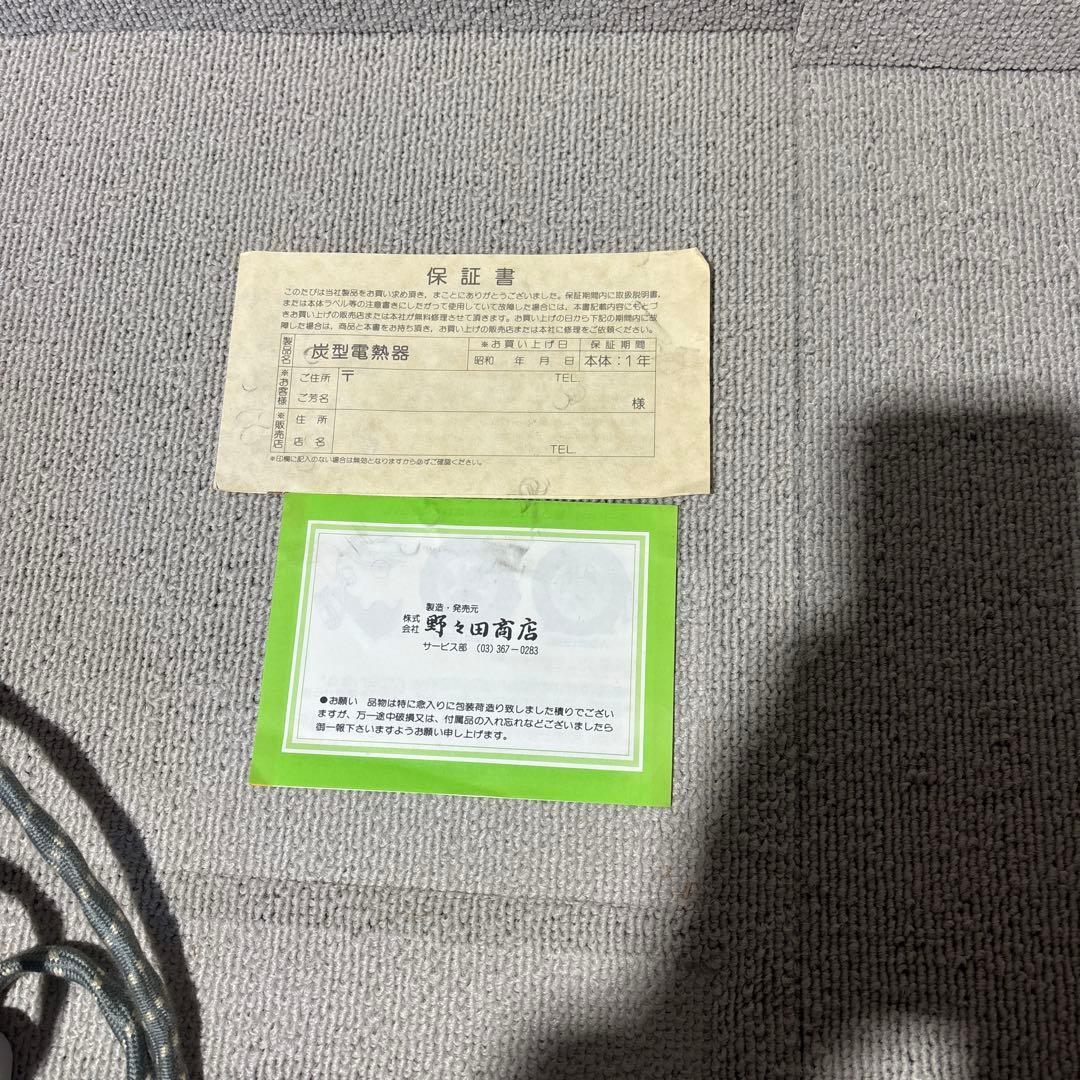 保証書
このたびは当社製品をお買い求め頂き、まことにありがとうございました。保証期間内に取扱説明書、
または本体ラベル等の注意書きにしたがって使用していて故障した場合には、本書記載内容にもとづ
きお買い上げの販売店または本社が無料修理させて頂きます。お買い上げの日から下記の期間内に故
障した場合は、商品と本書をお持ち頂き、お買い上げの販売店または本社に修理をご依頼ください。
製品名 炭型電熱器 ※お買い上げ日 保証期間
昭和 年 月 日 本体：1年
※お客様 ご住所 〒 TEL.
ご芳名 様
※販売店 住所
店名 TEL.
※印欄に記入のない場合は無効となりますから必ずご確認ください。
製造・発売元
株式会社 野々田商店
サービス部 (03) 367-0283
●お願い 品物は特に念入りに包装荷造り致しました積りでござい
ますが、万一途中破損又は、付属品の入れ忘れなどございましたら
御一報下さいますようお願い申し上げます。